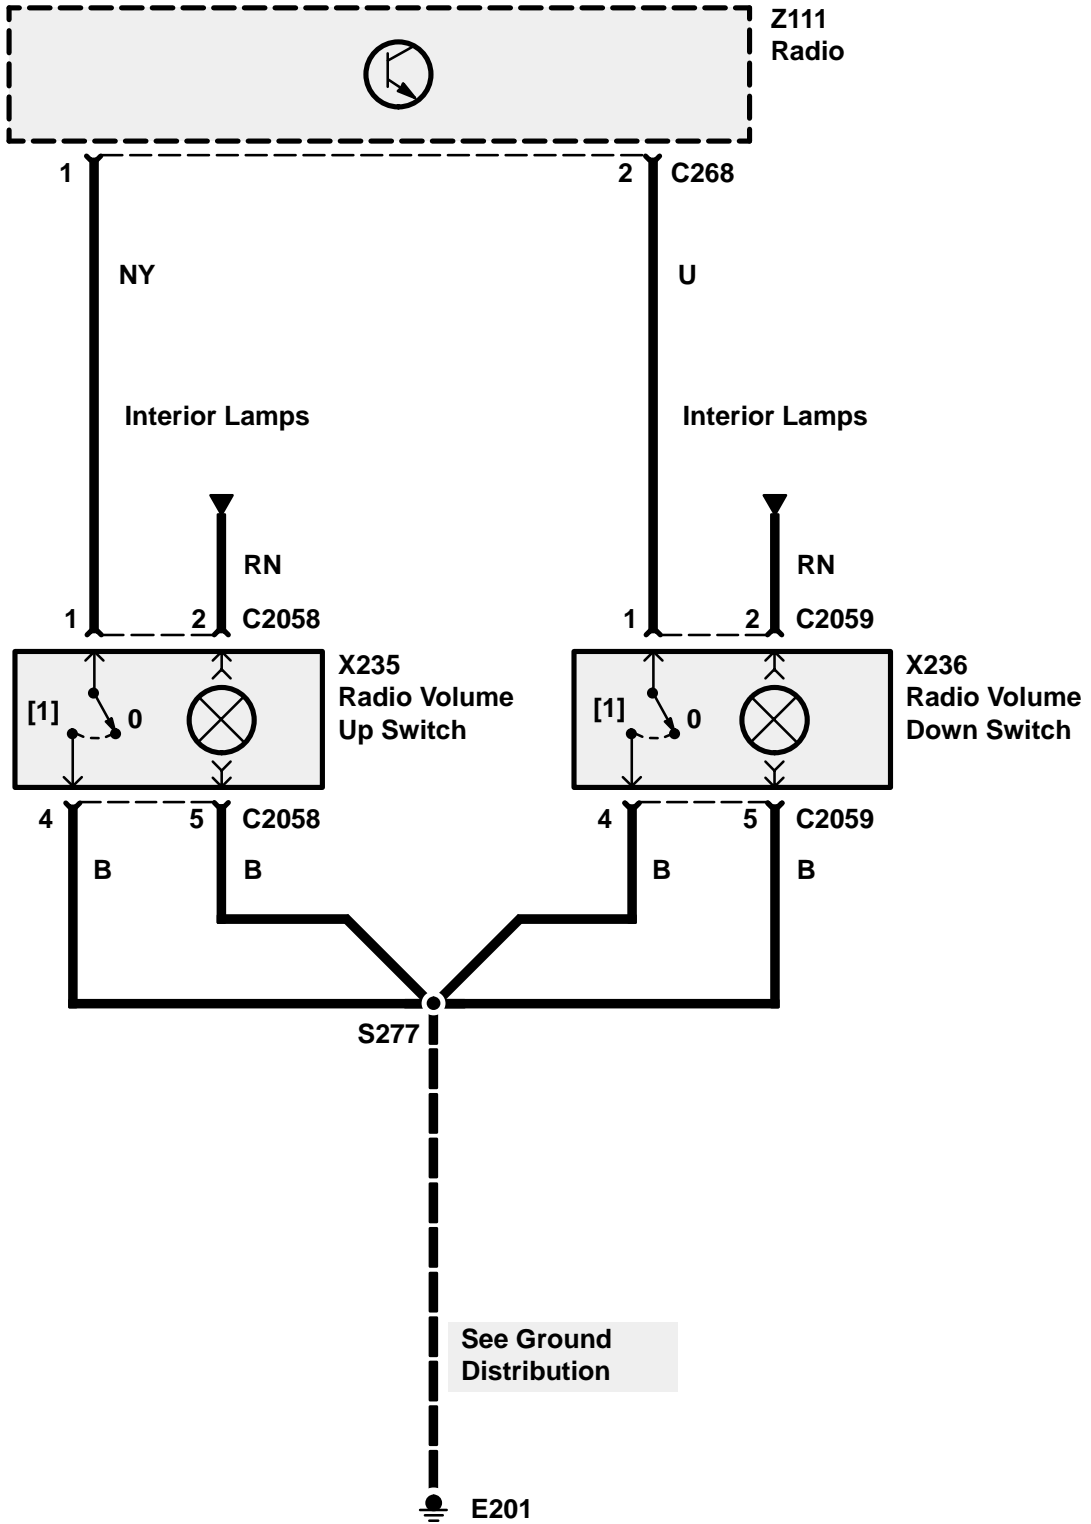 Z111
Radio
1
2
C268
NY
U
Interior Lamps
Interior Lamps
RN
RN
1
2
C2058
1
2
C2059
X235
Radio Volume
Up Switch
[1]
0
X236
Radio Volume
Down Switch
[1]
0
4
5
C2058
4
5
C2059
B
B
B
B
S277
See Ground
Distribution
E201